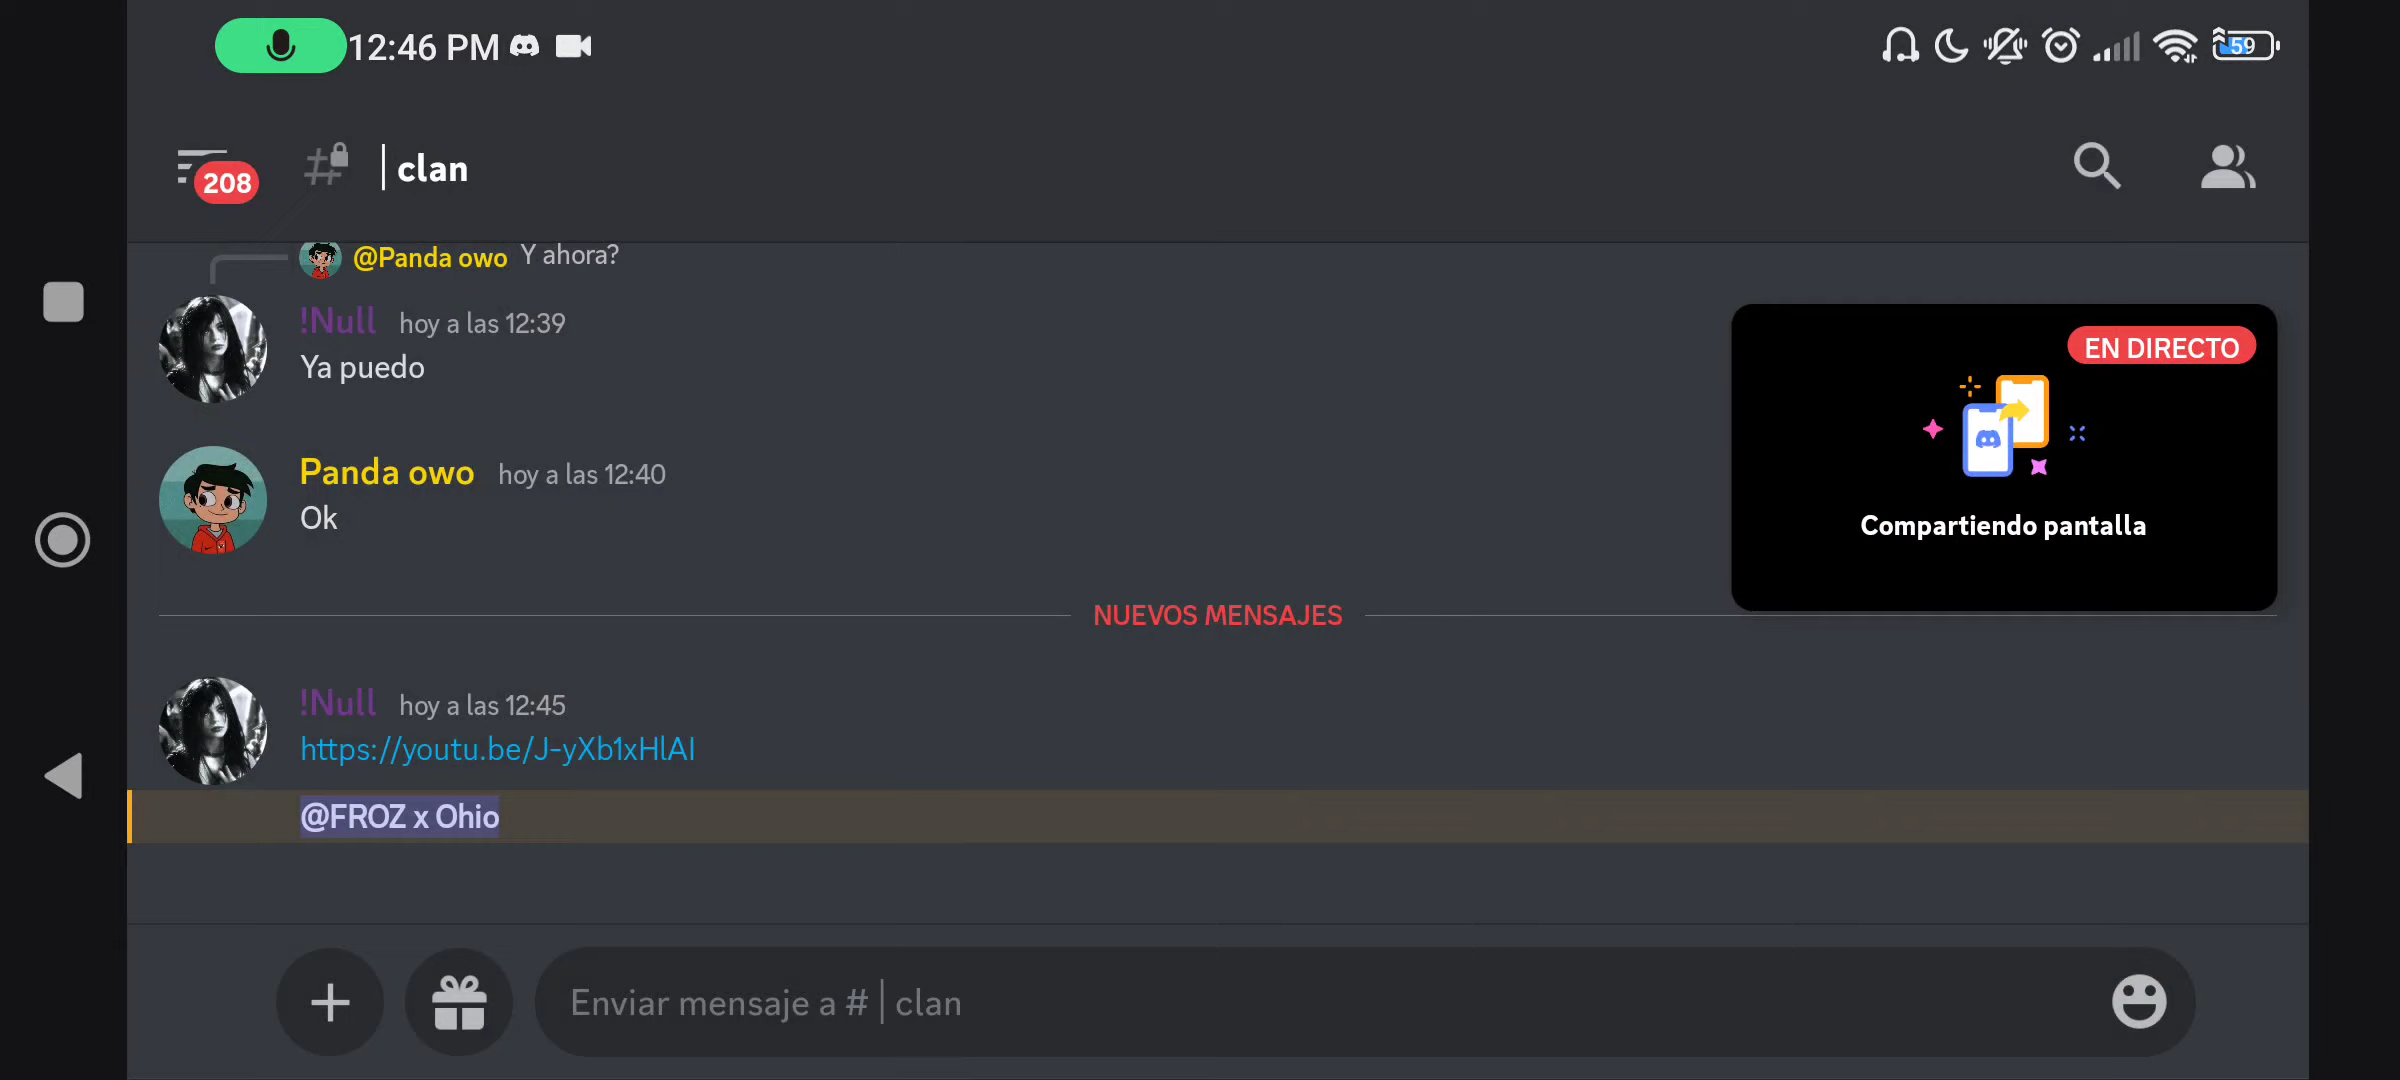 12:46 PM
59
208
| clan
@Panda owo Y ahora?
!Null hoy a las 12:39
Ya puedo
EN DIRECTO
Compartiendo pantalla
Panda owo hoy a las 12:40
Ok
NUEVOS MENSAJES
!Null hoy a las 12:45
https://youtu.be/J-yXb1xHlAI
@FROZ x Ohio
Enviar mensaje a #│clan